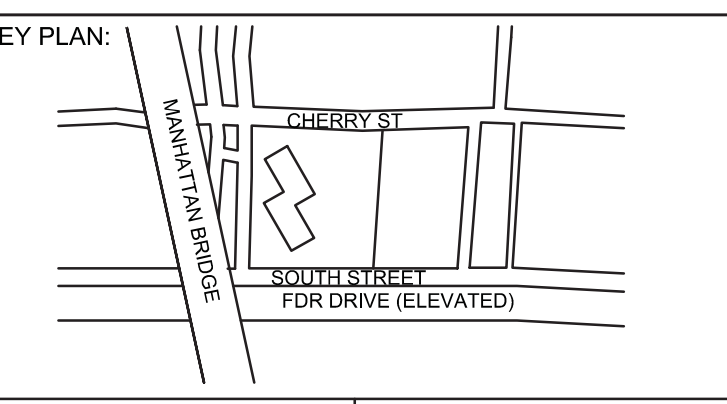 EY PLAN:
CHERRY ST
MANHATTAN BRIDGE
SOUTH STREET
FDR DRIVE (ELEVATED)